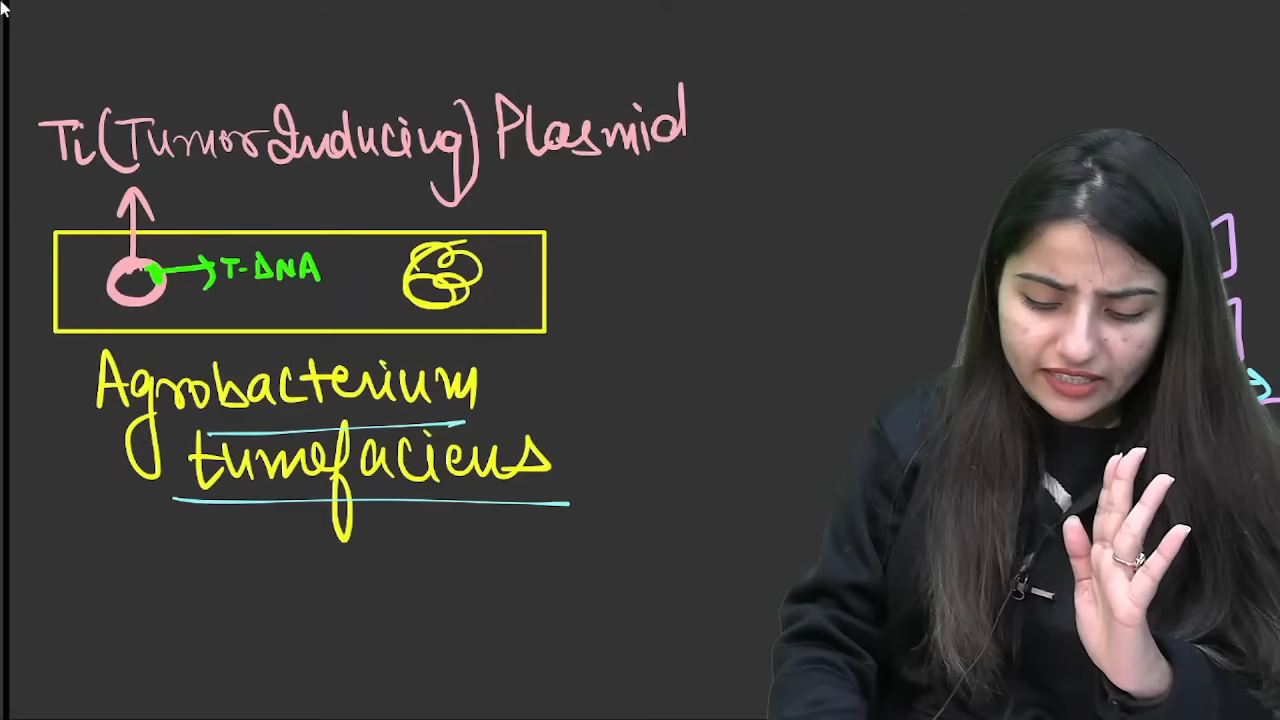 Ti (Tumor Inducing) Plasmid
T-DNA
Agrobacterium
tumefaciens